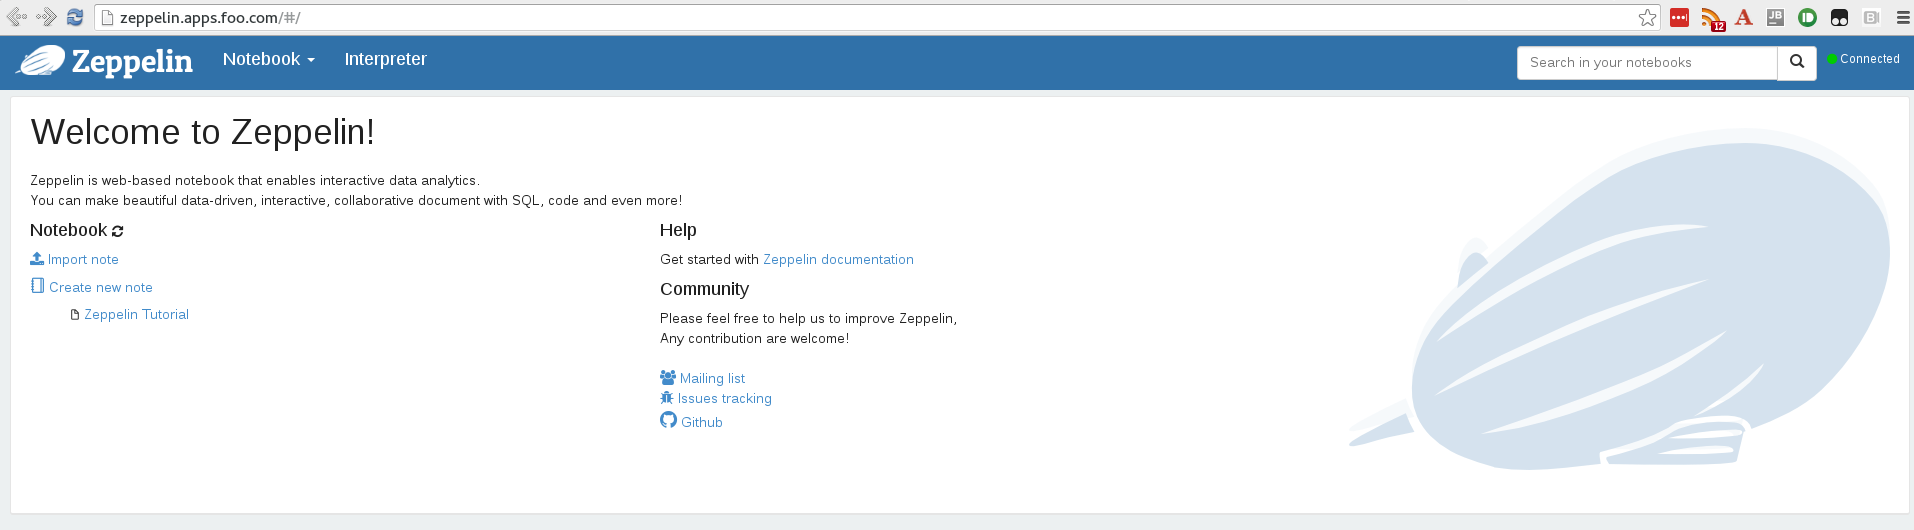 zeppelin.apps.foo.com/#/
12
A
JB
B
Zeppelin
Notebook
Interpreter
Search in your notebooks
Connected
Welcome to Zeppelin!
Zeppelin is web-based notebook that enables interactive data analytics.
You can make beautiful data-driven, interactive, collaborative document with SQL, code and even more!
Notebook
Import note
Create new note
Zeppelin Tutorial
Help
Get started with Zeppelin documentation
Community
Please feel free to help us to improve Zeppelin,
Any contribution are welcome!
Mailing list
Issues tracking
Github